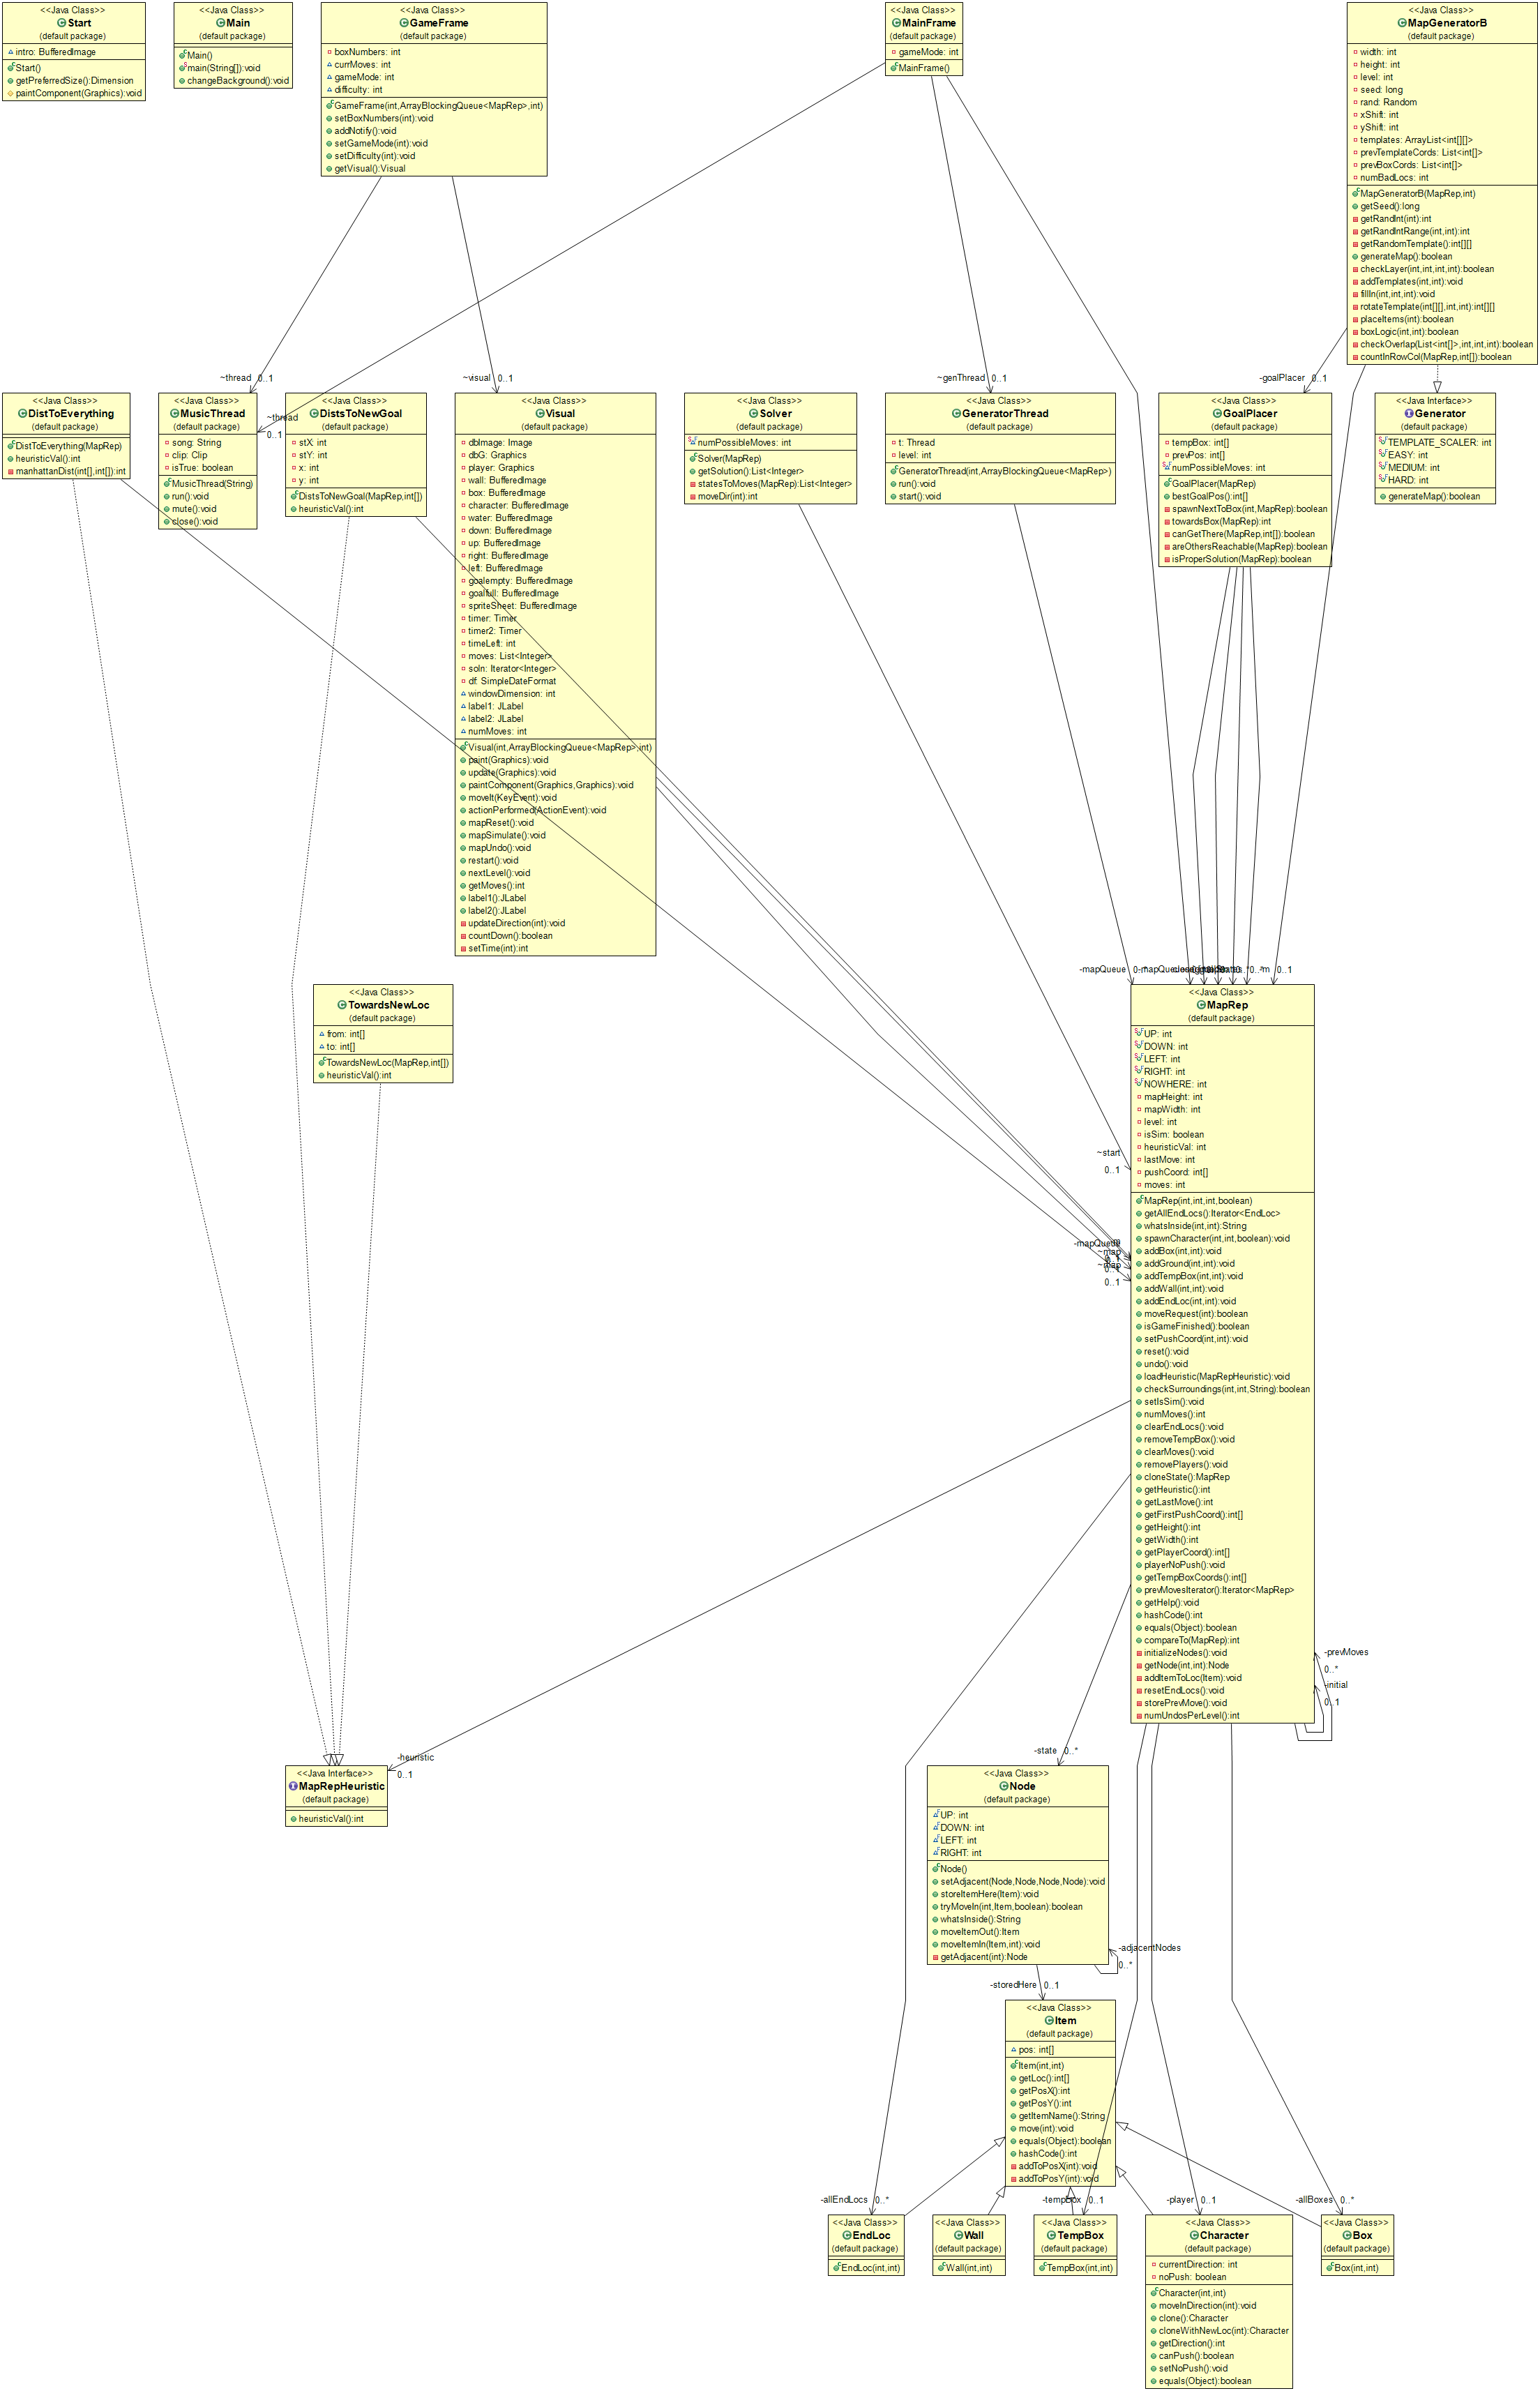 <<Java Class>>
Start
(default package)
intro: BufferedImage
Start()
getPreferredSize():Dimension
paintComponent(Graphics):void
<<Java Class>>
Main
(default package)
Main()
main(String[]):void
changeBackground():void
<<Java Class>>
GameFrame
(default package)
boxNumbers: int
currMoves: int
gameMode: int
difficulty: int
GameFrame(int,ArrayBlockingQueue<MapRep>,int)
setBoxNumbers(int):void
addNotify():void
setGameMode(int):void
setDifficulty(int):void
getVisual():Visual
<<Java Class>>
MainFrame
(default package)
gameMode: int
MainFrame()
<<Java Class>>
MapGeneratorB
(default package)
width: int
height: int
level: int
seed: long
rand: Random
xShift: int
yShift: int
templates: ArrayList<int[][]>
prevTemplateCords: List<int[]>
prevBoxCords: List<int[]>
numBadLocs: int
MapGeneratorB(MapRep,int)
getSeed():long
getRandInt(int):int
getRandIntRange(int,int):int
getRandomTemplate():int[][]
generateMap():boolean
checkLayer(int,int,int,int):boolean
addTemplates(int,int):void
fillIn(int,int,int):void
rotateTemplate(int[][],int,int):int[][]
placeItems(int):boolean
boxLogic(int,int):boolean
checkOverlap(List<int[]>,int,int,int):boolean
countInRowCol(MapRep,int[]):boolean
~thread 0..1
~visual 0..1
~genThread 0..1
-goalPlacer 0..1
~thread
0..1
<<Java Class>>
DistToEverything
(default package)
DistToEverything(MapRep)
heuristicVal():int
manhattanDist(int[],int[]):int
<<Java Class>>
MusicThread
(default package)
song: String
clip: Clip
isTrue: boolean
MusicThread(String)
run():void
mute():void
close():void
<<Java Class>>
DistsToNewGoal
(default package)
stX: int
stY: int
x: int
y: int
DistsToNewGoal(MapRep,int[])
heuristicVal():int
<<Java Class>>
Visual
(default package)
dbImage: Image
dbG: Graphics
player: Graphics
wall: BufferedImage
box: BufferedImage
character: BufferedImage
water: BufferedImage
down: BufferedImage
up: BufferedImage
right: BufferedImage
left: BufferedImage
goalempty: BufferedImage
goalfull: BufferedImage
spriteSheet: BufferedImage
timer: Timer
timer2: Timer
timeLeft: int
moves: List<Integer>
soln: Iterator<Integer>
df: SimpleDateFormat
windowDimension: int
label1: JLabel
label2: JLabel
numMoves: int
Visual(int,ArrayBlockingQueue<MapRep>,int)
paint(Graphics):void
update(Graphics):void
paintComponent(Graphics,Graphics):void
moveIt(KeyEvent):void
actionPerformed(ActionEvent):void
mapReset():void
mapSimulate():void
mapUndo():void
restart():void
nextLevel():void
getMoves():int
label1():JLabel
label2():JLabel
updateDirection(int):void
countDown():boolean
setTime(int):int
<<Java Class>>
Solver
(default package)
numPossibleMoves: int
Solver(MapRep)
getSolution():List<Integer>
statesToMoves(MapRep):List<Integer>
moveDir(int):int
<<Java Class>>
GeneratorThread
(default package)
t: Thread
level: int
GeneratorThread(int,ArrayBlockingQueue<MapRep>)
run():void
start():void
<<Java Class>>
GoalPlacer
(default package)
tempBox: int[]
prevPos: int[]
numPossibleMoves: int
GoalPlacer(MapRep)
bestGoalPos():int[]
spawnNextToBox(int,MapRep):boolean
towardsBox(MapRep):int
canGetThere(MapRep,int[]):boolean
areOthersReachable(MapRep):boolean
isProperSolution(MapRep):boolean
<<Java Interface>>
Generator
(default package)
TEMPLATE_SCALER: int
EASY: int
MEDIUM: int
HARD: int
generateMap():boolean
-mapQueue
-m 0..1
<<Java Class>>
TowardsNewLoc
(default package)
from: int[]
to: int[]
TowardsNewLoc(MapRep,int[])
heuristicVal():int
~start
0..1
-mapQueue
~map
~map
0..1
0..1
<<Java Class>>
MapRep
(default package)
UP: int
DOWN: int
LEFT: int
RIGHT: int
NOWHERE: int
mapHeight: int
mapWidth: int
level: int
isSim: boolean
heuristicVal: int
lastMove: int
pushCoord: int[]
moves: int
MapRep(int,int,int,boolean)
getAllEndLocs():Iterator<EndLoc>
whatsInside(int,int):String
spawnCharacter(int,int,boolean):void
addBox(int,int):void
addGround(int,int):void
addTempBox(int,int):void
addWall(int,int):void
addEndLoc(int,int):void
moveRequest(int):boolean
isGameFinished():boolean
setPushCoord(int,int):void
reset():void
undo():void
loadHeuristic(MapRepHeuristic):void
checkSurroundings(int,int,String):boolean
setIsSim():void
numMoves():int
clearEndLocs():void
removeTempBox():void
clearMoves():void
removePlayers():void
cloneState():MapRep
getHeuristic():int
getLastMove():int
getFirstPushCoord():int[]
getHeight():int
getWidth():int
getPlayerCoord():int[]
playerNoPush():void
getTempBoxCoords():int[]
prevMovesIterator():Iterator<MapRep>
getHelp():void
hashCode():int
equals(Object):boolean
compareTo(MapRep):int
initializeNodes():void
getNode(int,int):Node
addItemToLoc(Item):void
resetEndLocs():void
storePrevMove():void
numUndosPerLevel():int
-prevMoves
0..*
-initial
0..1
-heuristic
0..1
-state 0..*
<<Java Interface>>
MapRepHeuristic
(default package)
heuristicVal():int
<<Java Class>>
Node
(default package)
UP: int
DOWN: int
LEFT: int
RIGHT: int
Node()
setAdjacent(Node,Node,Node,Node):void
storeItemHere(Item):void
tryMoveIn(int,Item,boolean):boolean
whatsInside():String
moveItemOut():Item
moveItemIn(Item,int):void
getAdjacent(int):Node
-adjacentNodes
0..*
-storedHere 0..1
<<Java Class>>
Item
(default package)
pos: int[]
Item(int,int)
getLoc():int[]
getPosX():int
getPosY():int
getItemName():String
move(int):void
equals(Object):boolean
hashCode():int
addToPosX(int):void
addToPosY(int):void
-allEndLocs 0..*
-tempBox 0..1
-player 0..1
-allBoxes 0..*
<<Java Class>>
EndLoc
(default package)
EndLoc(int,int)
<<Java Class>>
Wall
(default package)
Wall(int,int)
<<Java Class>>
TempBox
(default package)
TempBox(int,int)
<<Java Class>>
Character
(default package)
currentDirection: int
noPush: boolean
Character(int,int)
moveInDirection(int):void
clone():Character
cloneWithNewLoc(int):Character
getDirection():int
canPush():boolean
setNoPush():void
equals(Object):boolean
<<Java Class>>
Box
(default package)
Box(int,int)